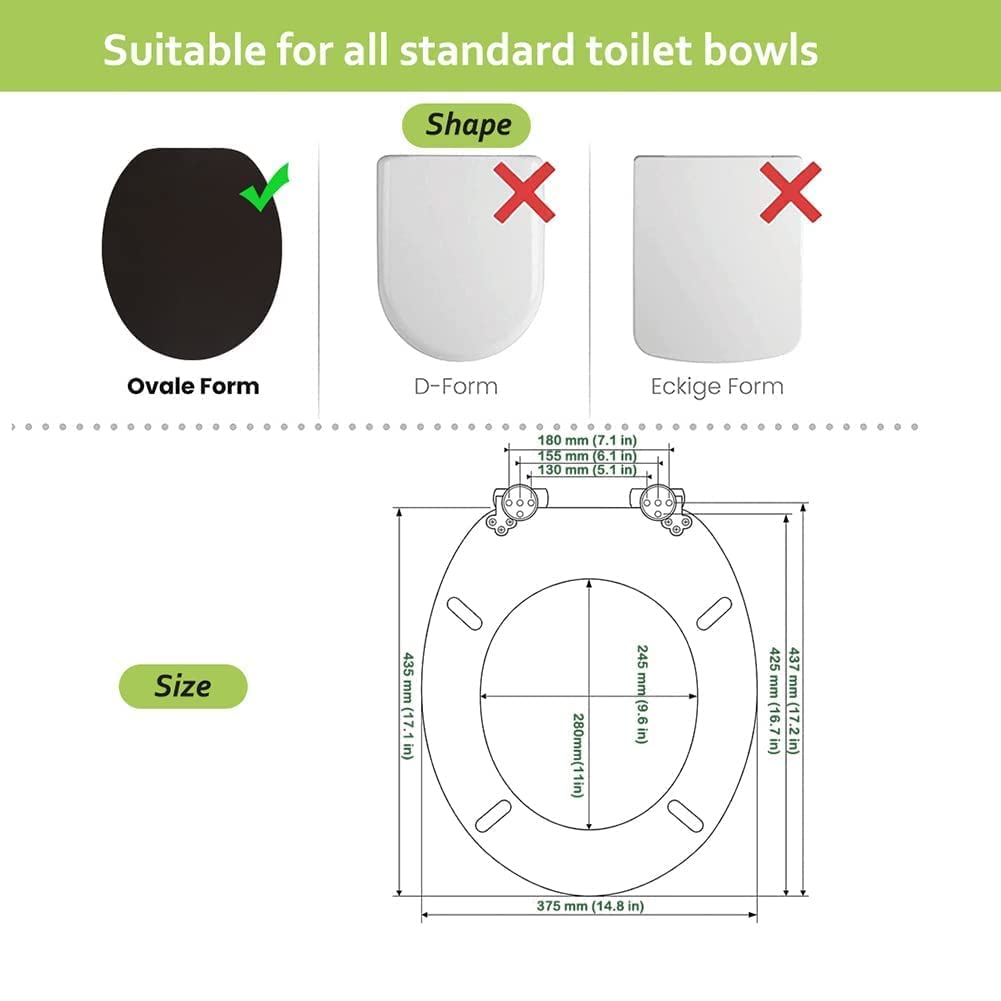 Suitable for all standard toilet bowls
Shape
Ovale Form
D-Form
Eckige Form
180 mm (7.1 in)
155 mm (6.1 in)
130 mm (5.1 in)
Size
435 mm (17.1 in)
280mm(11in)
245 mm (9.6 in)
425 mm (16.7 in)
437 mm (17.2 in)
375 mm (14.8 in)